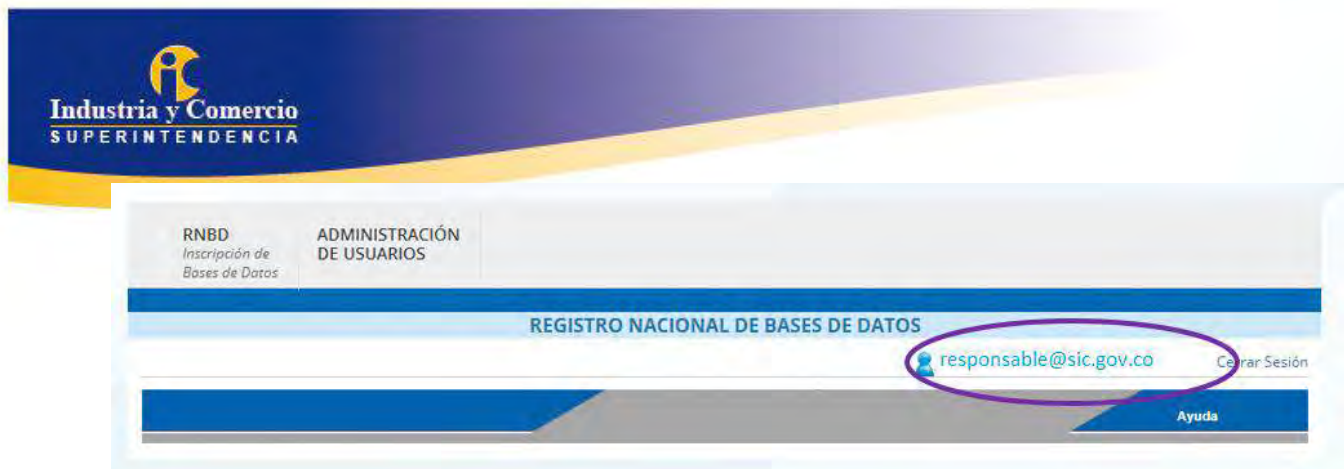 Industria y Comercio
SUPERINTENDENCIA
RNBD
Inscripción de
Bases de Datos
ADMINISTRACIÓN
DE USUARIOS
REGISTRO NACIONAL DE BASES DE DATOS
responsable@sic.gov.co
Cerrar Sesión
Ayuda